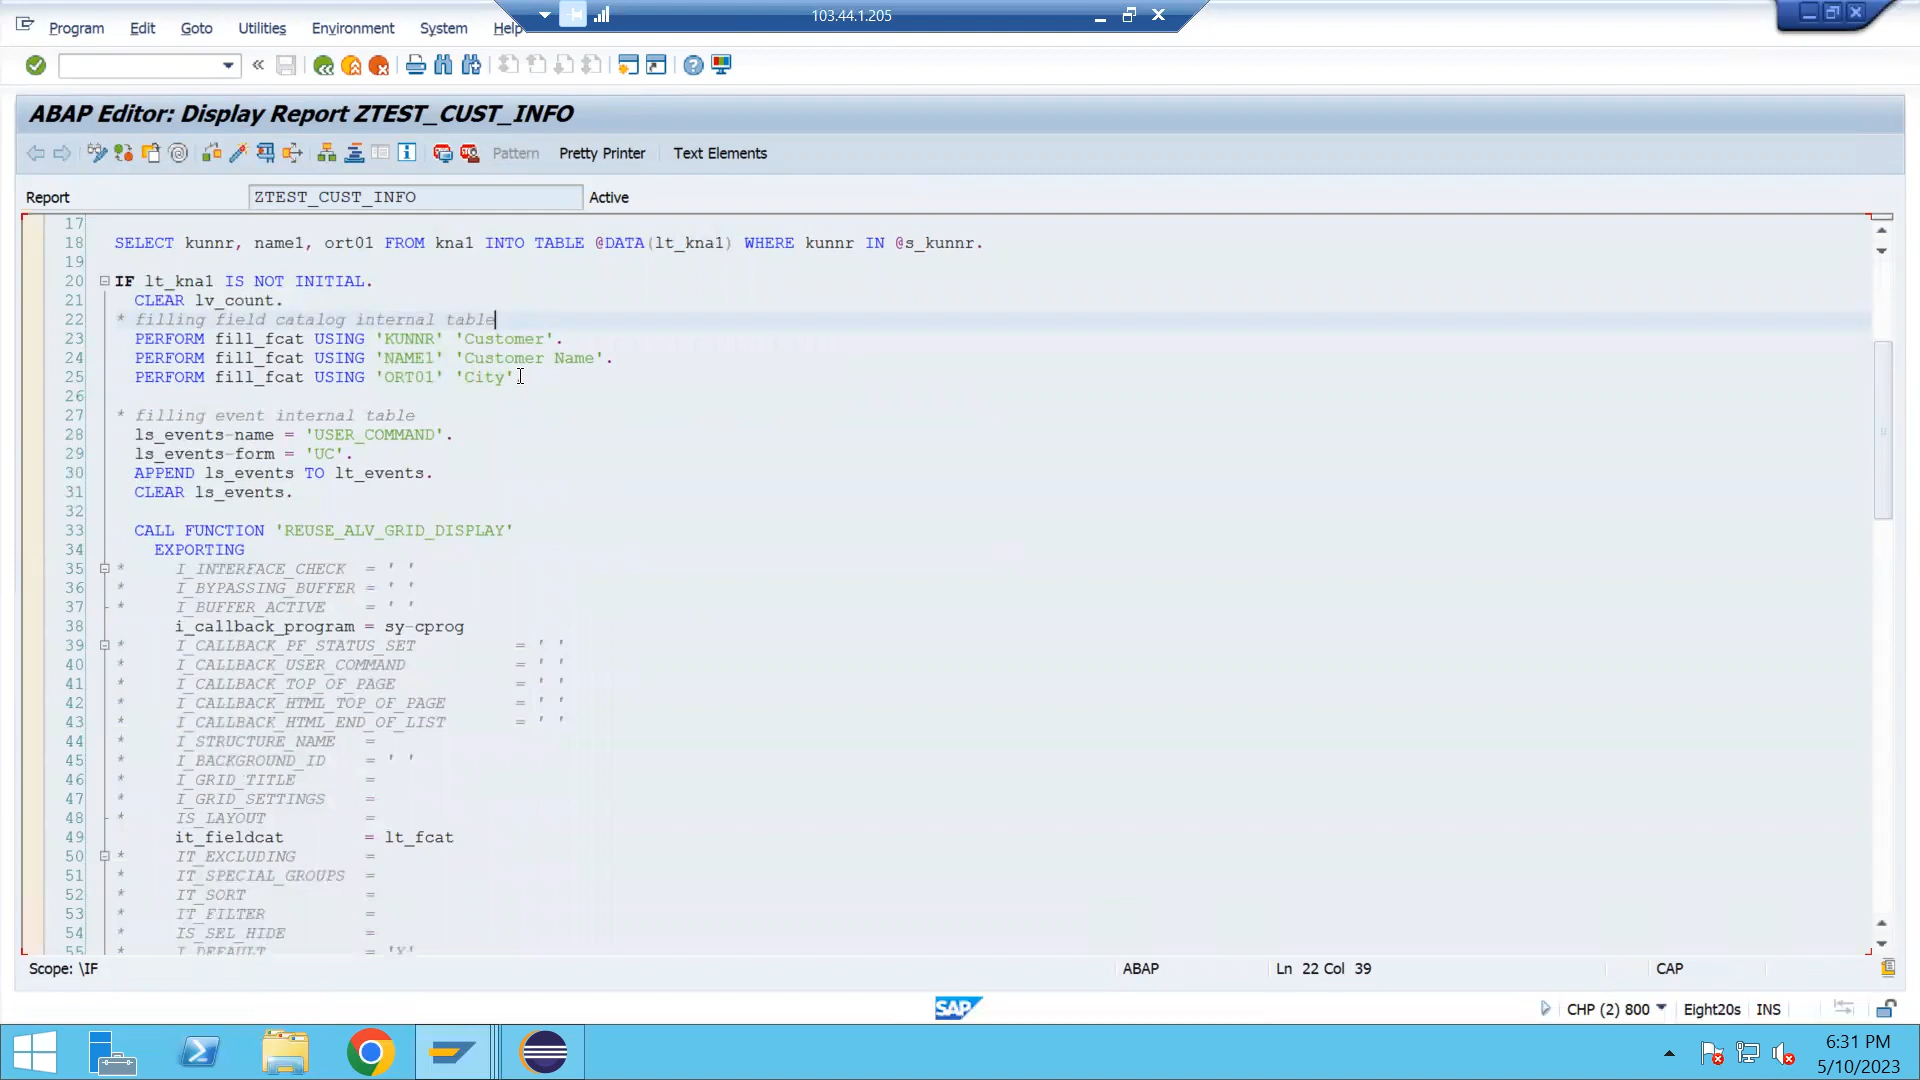 103.44.1.205
Program Edit Goto Utilities Environment System Help
ABAP Editor: Display Report ZTEST_CUST_INFO
Pattern Pretty Printer Text Elements
Report ZTEST_CUST_INFO Active
17
18 SELECT kunnr, name1, ort01 FROM kna1 INTO TABLE @DATA(lt_kna1) WHERE kunnr IN @s_kunnr.
19
20 IF lt_kna1 IS NOT INITIAL.
21 CLEAR lv_count.
22 * filling field catalog internal table
23 PERFORM fill_fcat USING 'KUNNR' 'Customer'.
24 PERFORM fill_fcat USING 'NAME1' 'Customer Name'.
25 PERFORM fill_fcat USING 'ORT01' 'City'
26
27 * filling event internal table
28 ls_events-name = 'USER_COMMAND'.
29 ls_events-form = 'UC'.
30 APPEND ls_events TO lt_events.
31 CLEAR ls_events.
32
33 CALL FUNCTION 'REUSE_ALV_GRID_DISPLAY'
34 EXPORTING
35 * I_INTERFACE_CHECK = ' '
36 * I_BYPASSING_BUFFER = ' '
37 * I_BUFFER_ACTIVE = ' '
38 i_callback_program = sy-cprog
39 * I_CALLBACK_PF_STATUS_SET = ' '
40 * I_CALLBACK_USER_COMMAND = ' '
41 * I_CALLBACK_TOP_OF_PAGE = ' '
42 * I_CALLBACK_HTML_TOP_OF_PAGE = ' '
43 * I_CALLBACK_HTML_END_OF_LIST = ' '
44 * I_STRUCTURE_NAME =
45 * I_BACKGROUND_ID = ' '
46 * I_GRID_TITLE =
47 * I_GRID_SETTINGS =
48 * IS_LAYOUT =
49 it_fieldcat = lt_fcat
50 * IT_EXCLUDING =
51 * IT_SPECIAL_GROUPS =
52 * IT_SORT =
53 * IT_FILTER =
54 * IS_SEL_HIDE =
55 * I_DEFAULT = 'X'
Scope: \IF ABAP Ln 22 Col 39 CAP
SAP CHP (2) 800 Eight20s INS
6:31 PM
5/10/2023